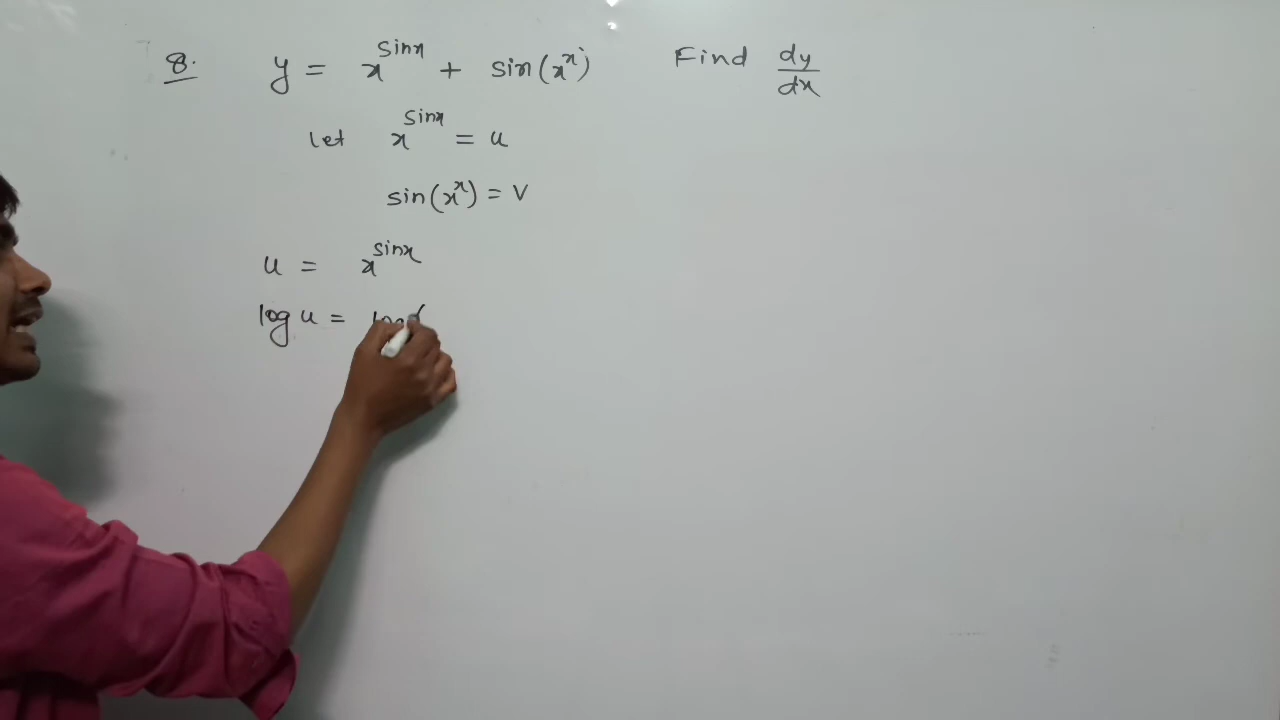 8. y = x^sinx + sin(x^x) Find dy/dx
let x^sinx = u
sin(x^x) = v
u = x^sinx
log u = log(